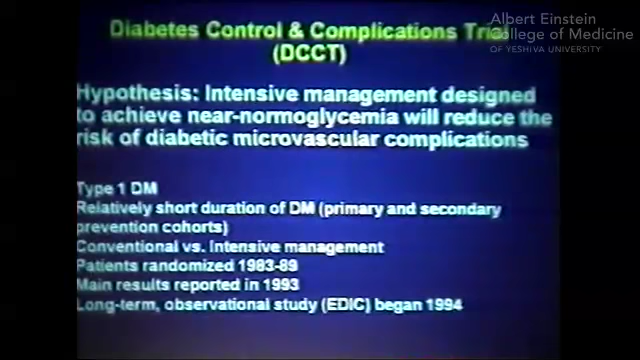 Albert Einstein
College of Medicine
OF YESHIVA UNIVERSITY
Diabetes Control & Complications
(DCCT)
Hypothesis: Intensive management designed
to achieve near-normoglycemia will reduce the
risk of diabetic microvascular complications
Type 1 DM
Relatively short duration of DM (primary and secondary
prevention cohorts)
Conventional vs. Intensive management
Patients randomized 1983-89
Main results reported in 1993
Long-term, observational study (EDIC) began 1994